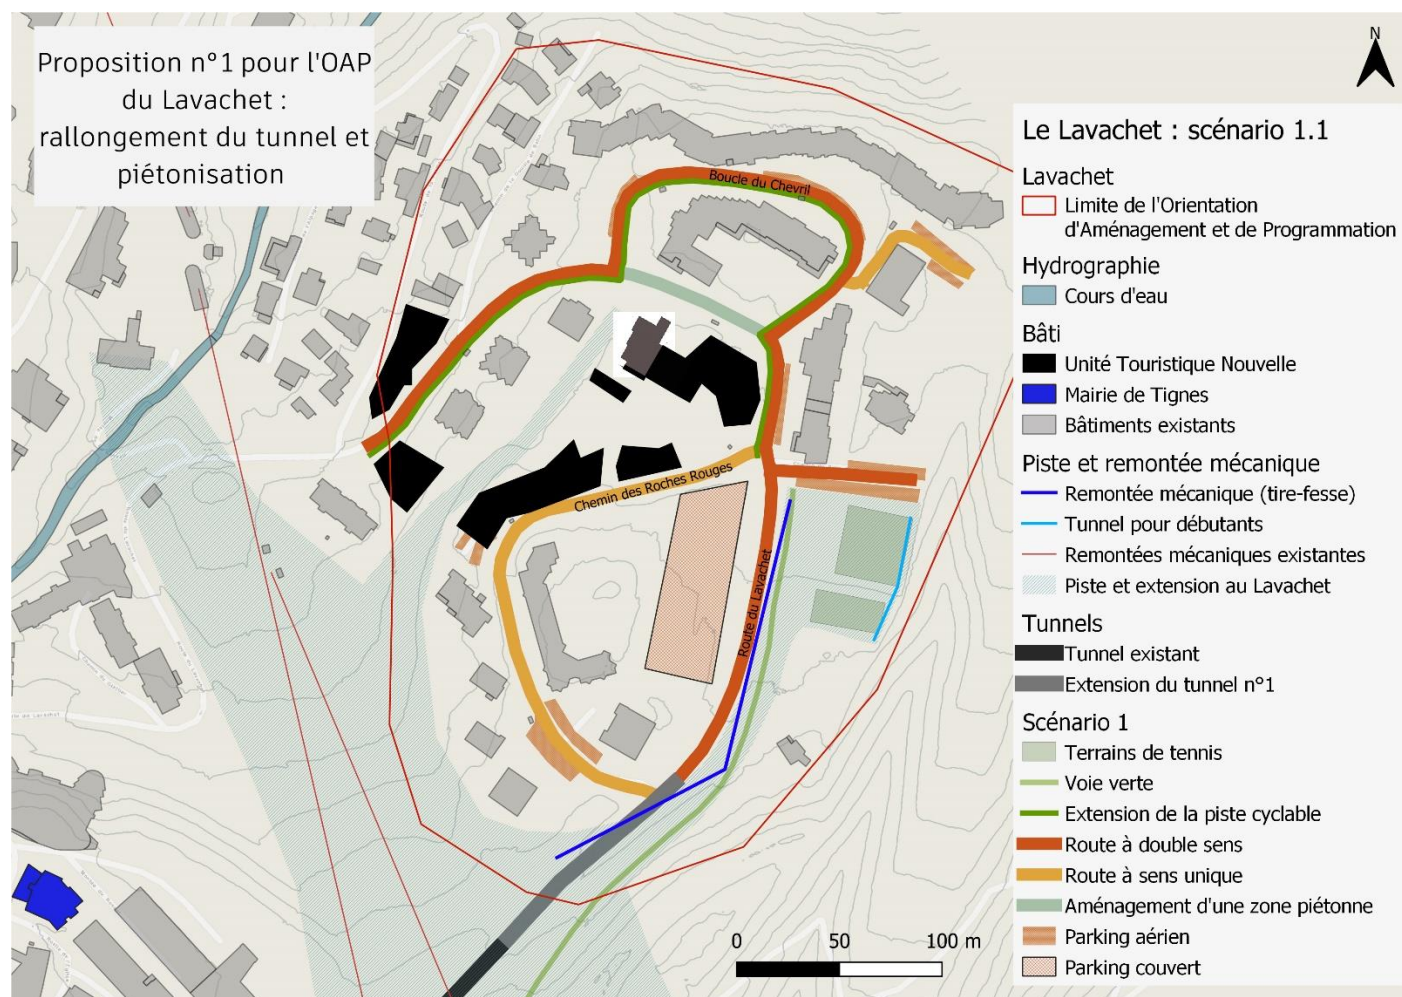 Proposition n°1 pour l'OAP
du Lavachet :
rallongement du tunnel et
piétonisation
N
Le Lavachet : scénario 1.1
Lavachet
Limite de l'Orientation
d'Aménagement et de Programmation
Hydrographie
Cours d'eau
Bâti
Unité Touristique Nouvelle
Mairie de Tignes
Bâtiments existants
Piste et remontée mécanique
Remontée mécanique (tire-fesse)
Tunnel pour débutants
Remontées mécaniques existantes
Piste et extension au Lavachet
Tunnels
Tunnel existant
Extension du tunnel n°1
Scénario 1
Terrains de tennis
Voie verte
Extension de la piste cyclable
Route à double sens
Route à sens unique
Aménagement d'une zone piétonne
Parking aérien
Parking couvert
Boucle du Chevril
Chemin des Roches Rouges
Route du Lavachet
0 50 100 m